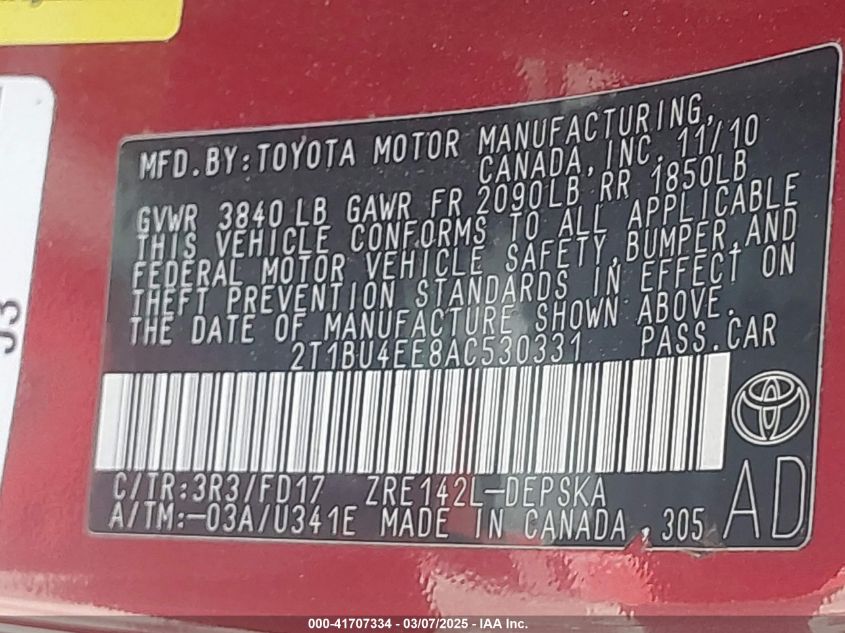 MFD.BY:TOYOTA MOTOR MANUFACTURING,
CANADA, INC. 11/10
GVWR 3840 LB GAWR FR 2090LB RR 1850LB
THIS VEHICLE CONFORMS TO ALL APPLICABLE
FEDERAL MOTOR VEHICLE SAFETY,BUMPER,AND
THEFT PREVENTION STANDARDS IN EFFECT ON
THE DATE OF MANUFACTURE SHOWN ABOVE.
2T1BU4EE8AC530331 PASS.CAR
C/TR:3R3/FD17 ZRE142L-DEPSKA
A/TM:-03A/U341E MADE IN CANADA,305
AD
J3
000-41707334 - 03/07/2025 - IAA Inc.